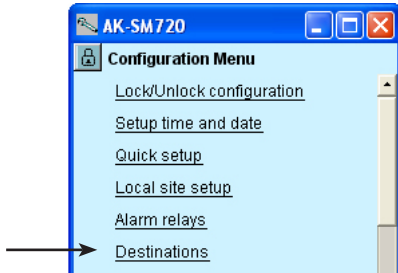 AK-SM720
Configuration Menu
Lock/Unlock configuration
Setup time and date
Quick setup
Local site setup
Alarm relays
Destinations